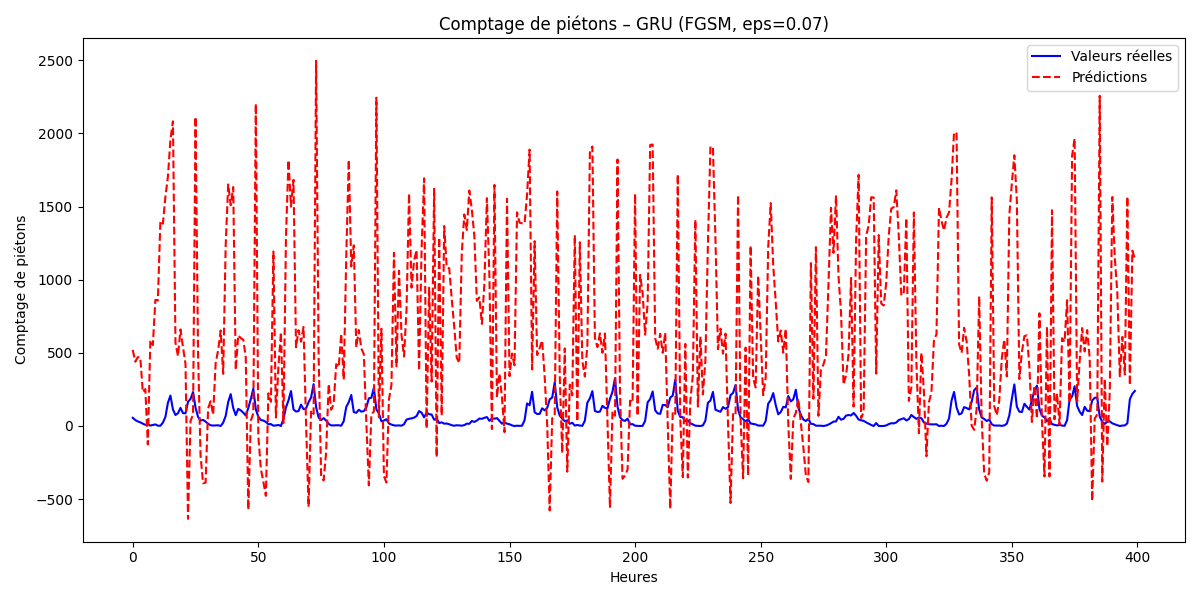 Comptage de piétons – GRU (FGSM, eps=0.07)
Valeurs réelles
Prédictions
Comptage de piétons
2500
2000
1500
1000
500
0
−500
0 50 100 150 200 250 300 350 400
Heures